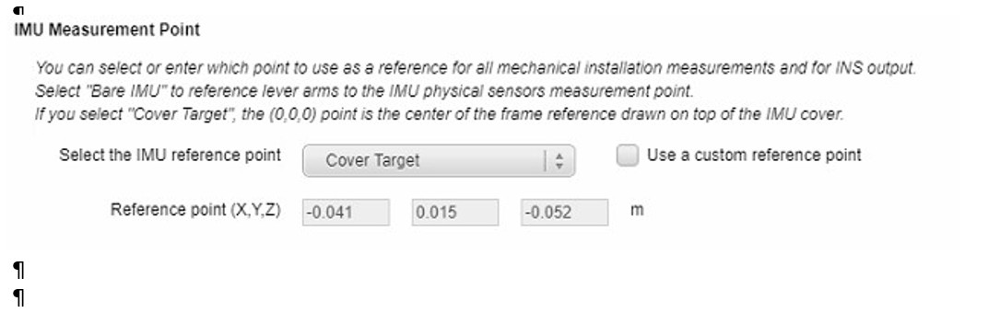 ¶
IMU Measurement Point
You can select or enter which point to use as a reference for all mechanical installation measurements and for INS output.
Select "Bare IMU" to reference lever arms to the IMU physical sensors measurement point.
If you select "Cover Target", the (0,0,0) point is the center of the frame reference drawn on top of the IMU cover.
Select the IMU reference point Cover Target Use a custom reference point
Reference point (X,Y,Z) -0.041 0.015 -0.052 m
¶
¶